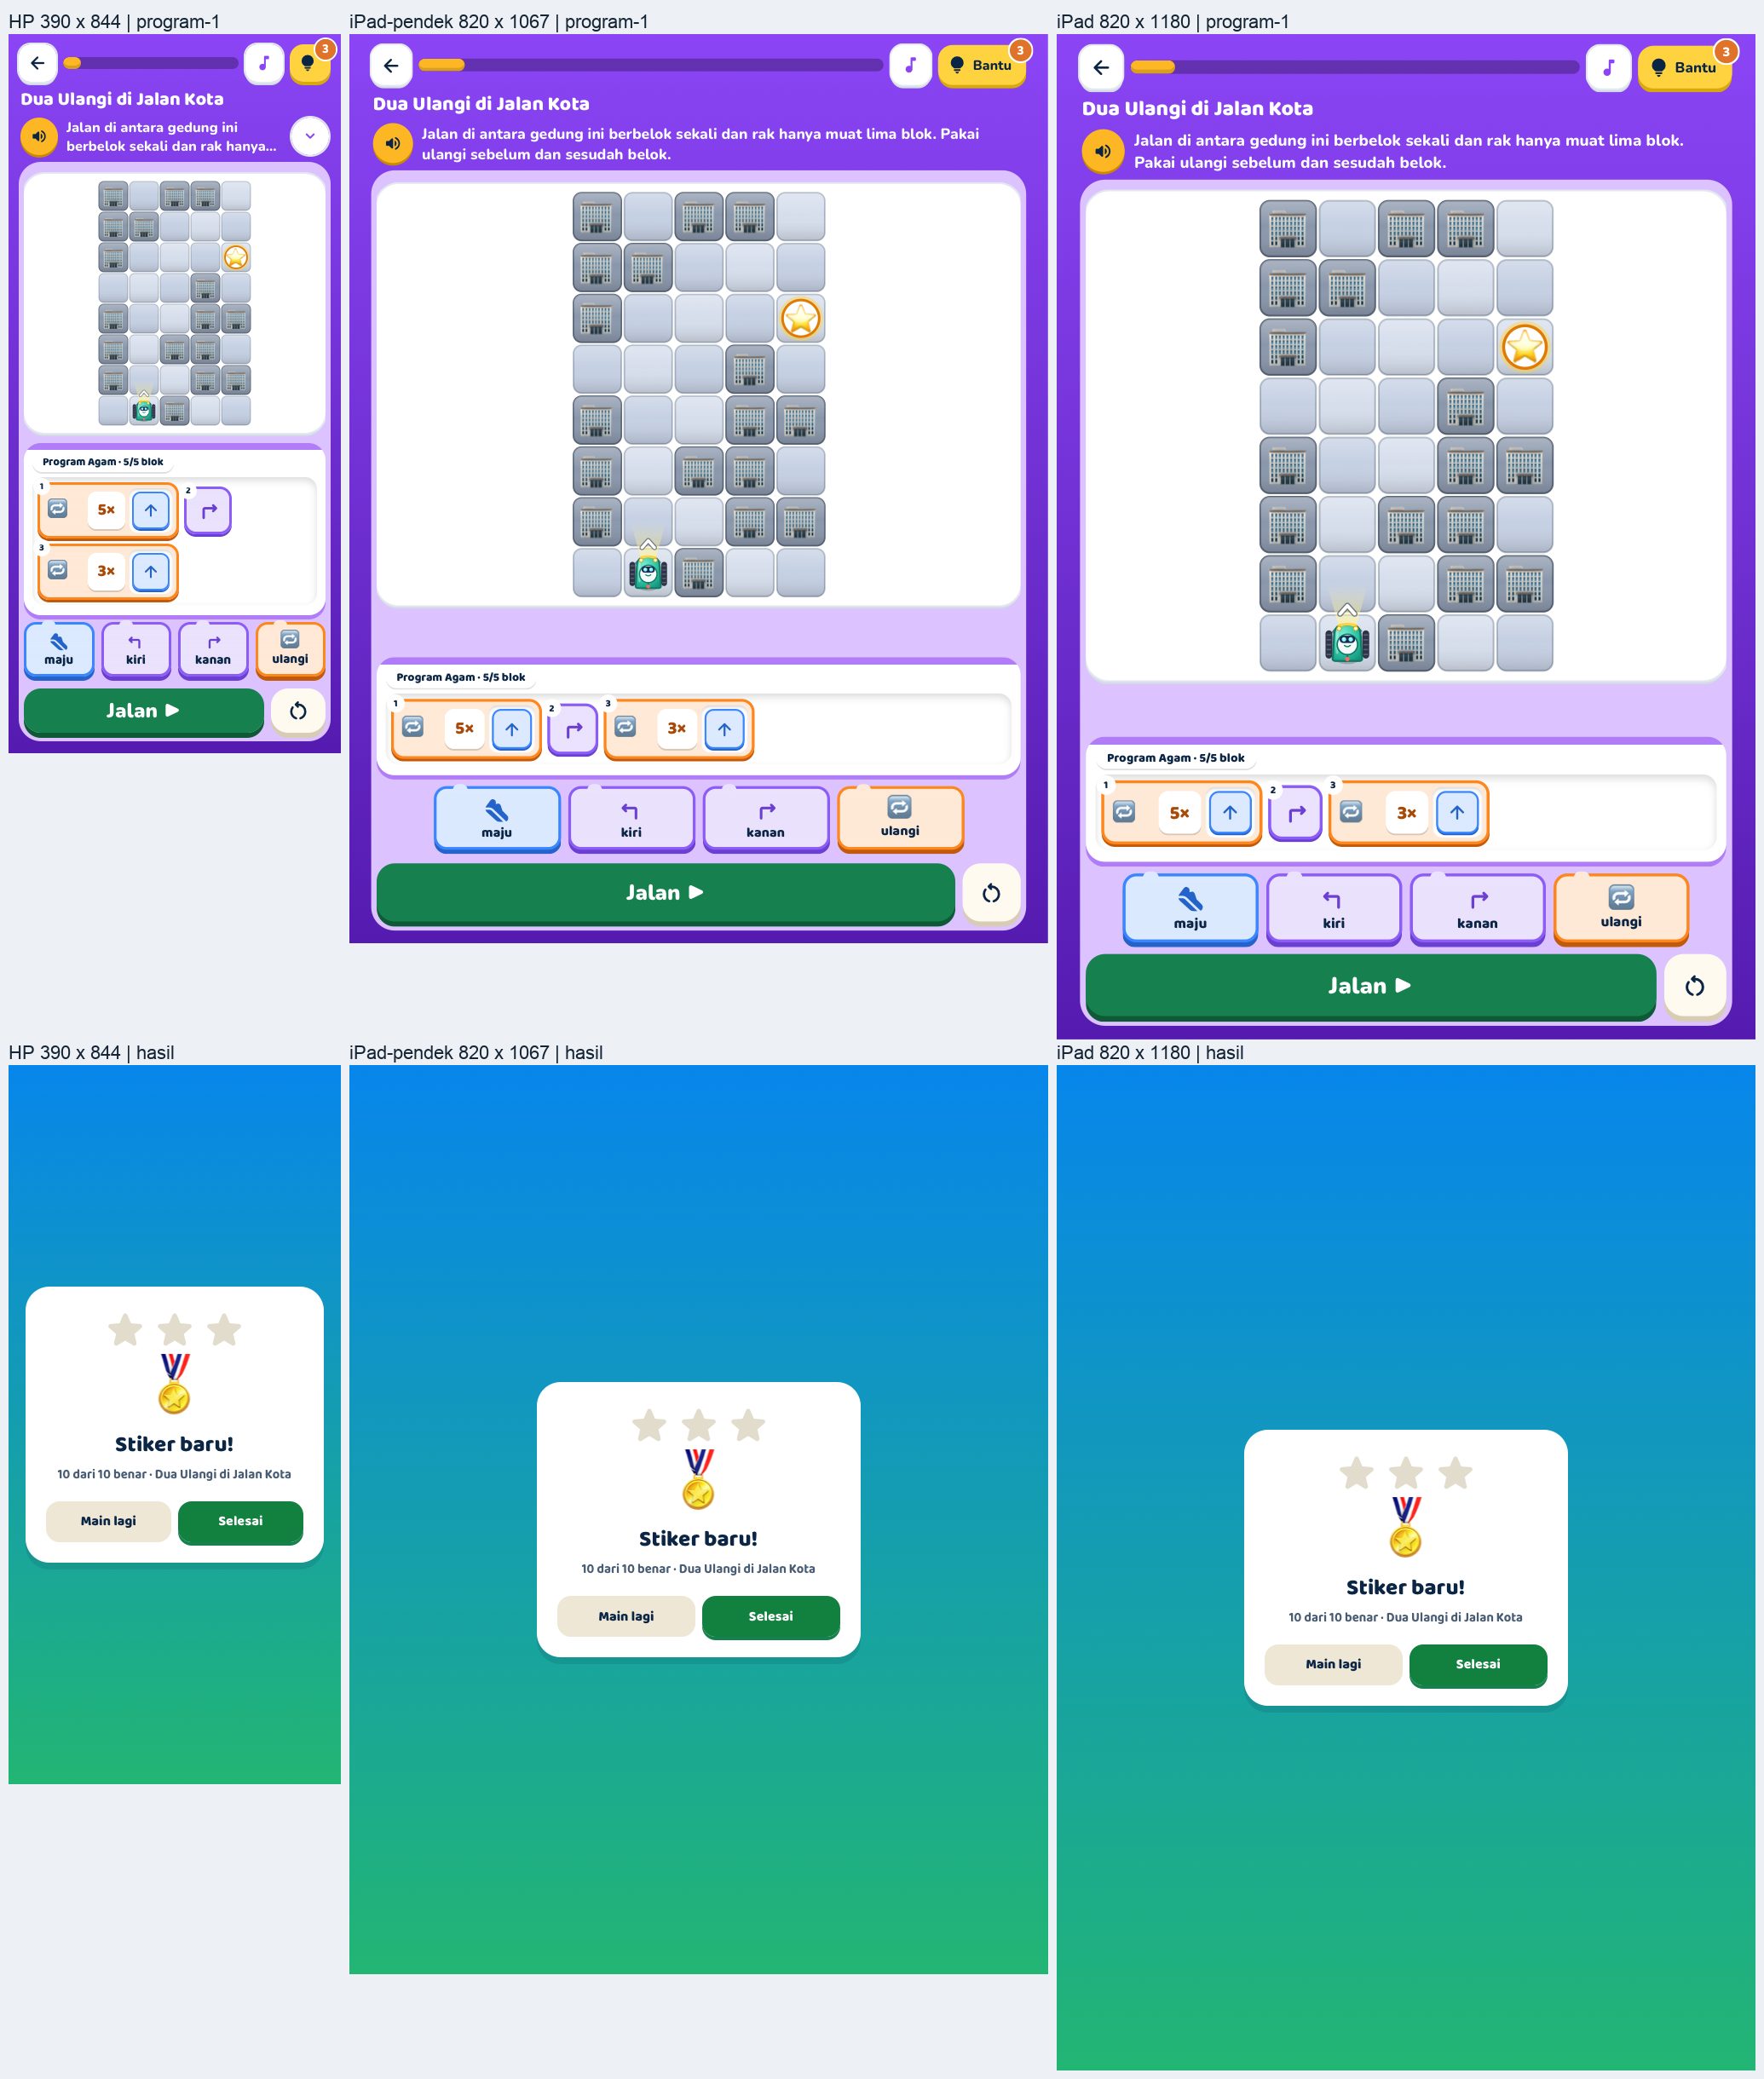 HP 390 x 844 | program-1
3
Dua Ulangi di Jalan Kota
Jalan di antara gedung ini
berbelok sekali dan rak hanya...
Program Agam · 5/5 blok
1
5×
2
3
3×
maju
kiri
kanan
ulangi
Jalan
iPad-pendek 820 x 1067 | program-1
Bantu
3
Dua Ulangi di Jalan Kota
Jalan di antara gedung ini berbelok sekali dan rak hanya muat lima blok. Pakai
ulangi sebelum dan sesudah belok.
Program Agam · 5/5 blok
1
5×
2
3
3×
maju
kiri
kanan
ulangi
Jalan
iPad 820 x 1180 | program-1
Bantu
3
Dua Ulangi di Jalan Kota
Jalan di antara gedung ini berbelok sekali dan rak hanya muat lima blok.
Pakai ulangi sebelum dan sesudah belok.
Program Agam · 5/5 blok
1
5×
2
3
3×
maju
kiri
kanan
ulangi
Jalan
HP 390 x 844 | hasil
Stiker baru!
10 dari 10 benar · Dua Ulangi di Jalan Kota
Main lagi
Selesai
iPad-pendek 820 x 1067 | hasil
Stiker baru!
10 dari 10 benar · Dua Ulangi di Jalan Kota
Main lagi
Selesai
iPad 820 x 1180 | hasil
Stiker baru!
10 dari 10 benar · Dua Ulangi di Jalan Kota
Main lagi
Selesai